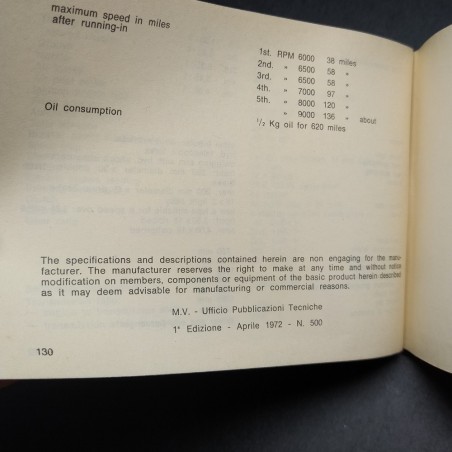 maximum speed in miles
after running-in
1st. RPM 6000 38 miles
2nd. " 6500 58 "
3rd. " 6500 58 "
4th. " 7000 97 "
5th. " 8000 120 "
" 9000 136 " about
Oil consumption
1/2 Kg oil for 620 miles
The specifications and descriptions contained herein are non engaging for the manu-
facturer. The manufacturer reserves the right to make at any time and without notice
modification on members, components or equipment of the basic product herein described
as it may deem advisable for manufacturing or commercial reasons.
M.V. - Ufficio Pubblicazioni Tecniche
1° Edizione - Aprile 1972 - N. 500
130